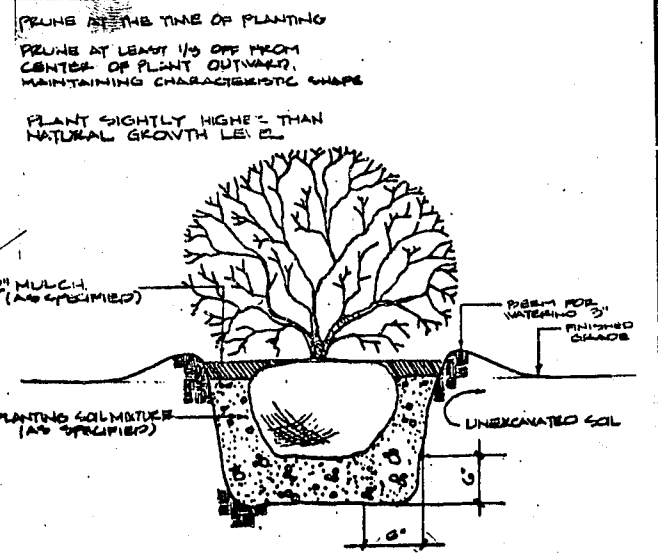 PRUNE AT THE TIME OF PLANTING
PRUNE AT LEAST 1/3 OFF FROM
CENTER OF PLANT OUTWARD,
MAINTAINING CHARACTERISTIC SHAPE
PLANT SIGHTLY HIGHER THAN
NATURAL GROWTH LEVEL
2" MULCH
(AS SPECIFIED)
BERM FOR
WATERING 3"
FINISHED
GRADE
PLANTING SOIL MIXTURE
(AS SPECIFIED)
UNEXCAVATED SOIL
6"
6"